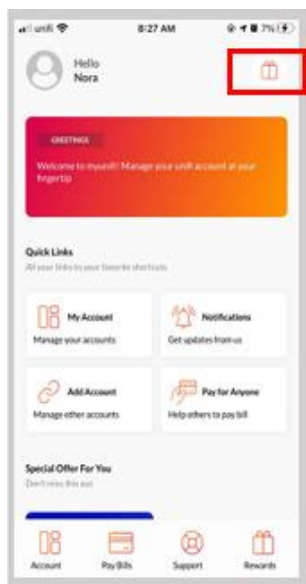 unifi 8:27 AM 7%
Hello
Nora
GREETINGS
Welcome to myunifi! Manage your unifi account at your
fingertip
Quick Links
All your links to your favorite shortcuts
My Account
Manage your accounts
Notifications
Get updates from us
Add Account
Manage other accounts
Pay for Anyone
Help others to pay bill
Special Offer For You
Don't miss this out
Account Pay Bills Support Rewards